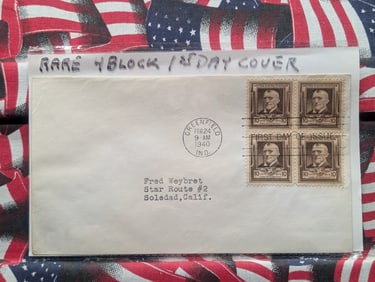 RARE 4 BLOCK / 1st DAY COVER
GREENFIELD
FEB 24
9-AM
1940
IND.
FIRST DAY OF ISSUE
Fred Weybret
Star Route #2
Soledad,Calif.